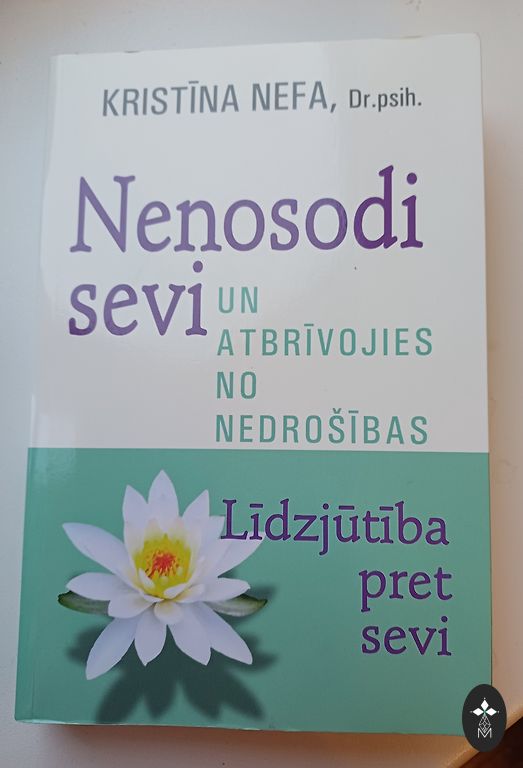 KRISTĪNA NEFA, Dr.psih.
Nenosodi
sevi UN
ATBRĪVOJIES
NO
NEDROŠĪBAS
Līdzjūtība
pret
sevi
M